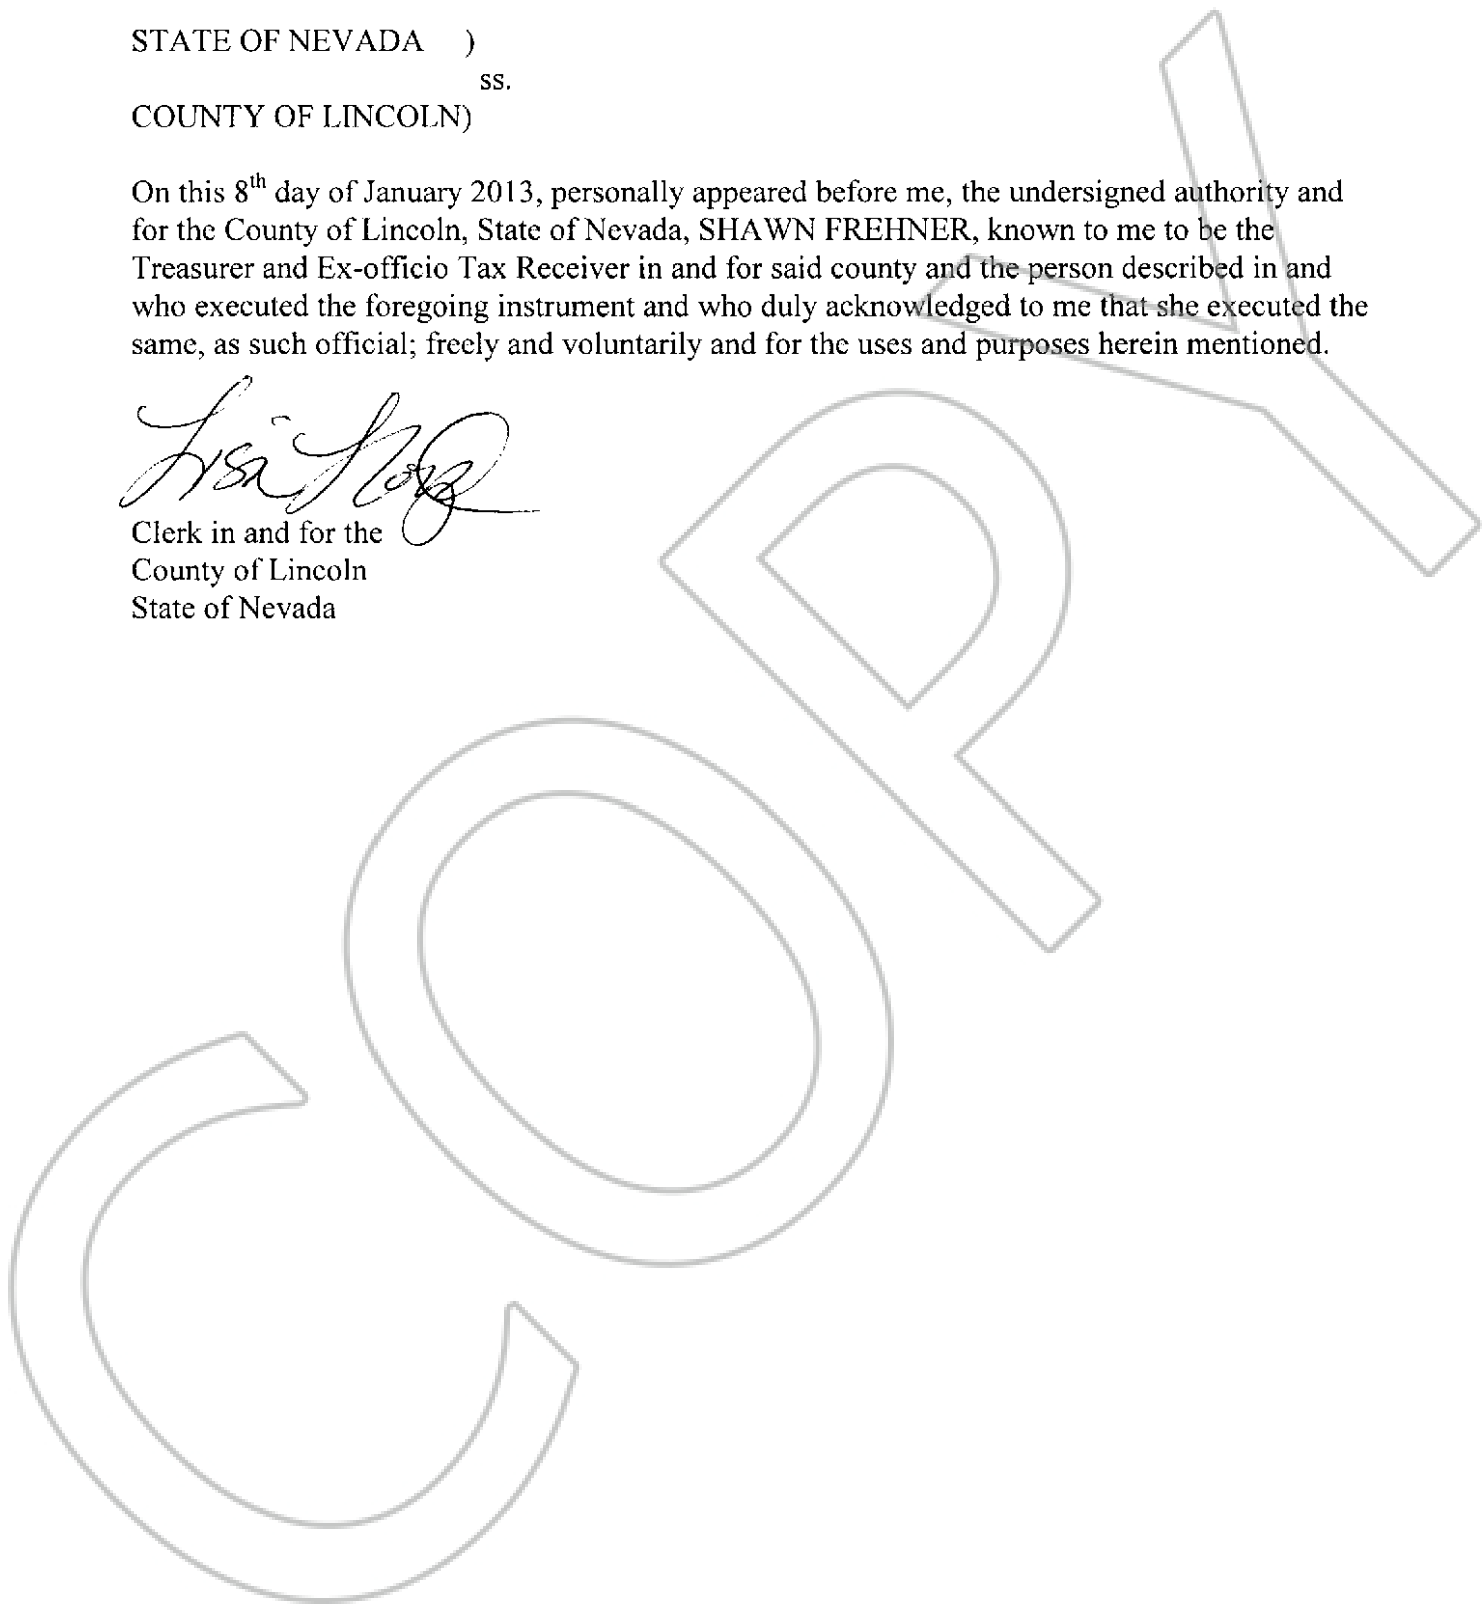 STATE OF NEVADA )
ss.
COUNTY OF LINCOLN)
On this 8th day of January 2013, personally appeared before me, the undersigned authority and
for the County of Lincoln, State of Nevada, SHAWN FREHNER, known to me to be the
Treasurer and Ex-officio Tax Receiver in and for said county and the person described in and
who executed the foregoing instrument and who duly acknowledged to me that she executed the
same, as such official; freely and voluntarily and for the uses and purposes herein mentioned.
Lisa
Clerk in and for the
County of Lincoln
State of Nevada
COPY